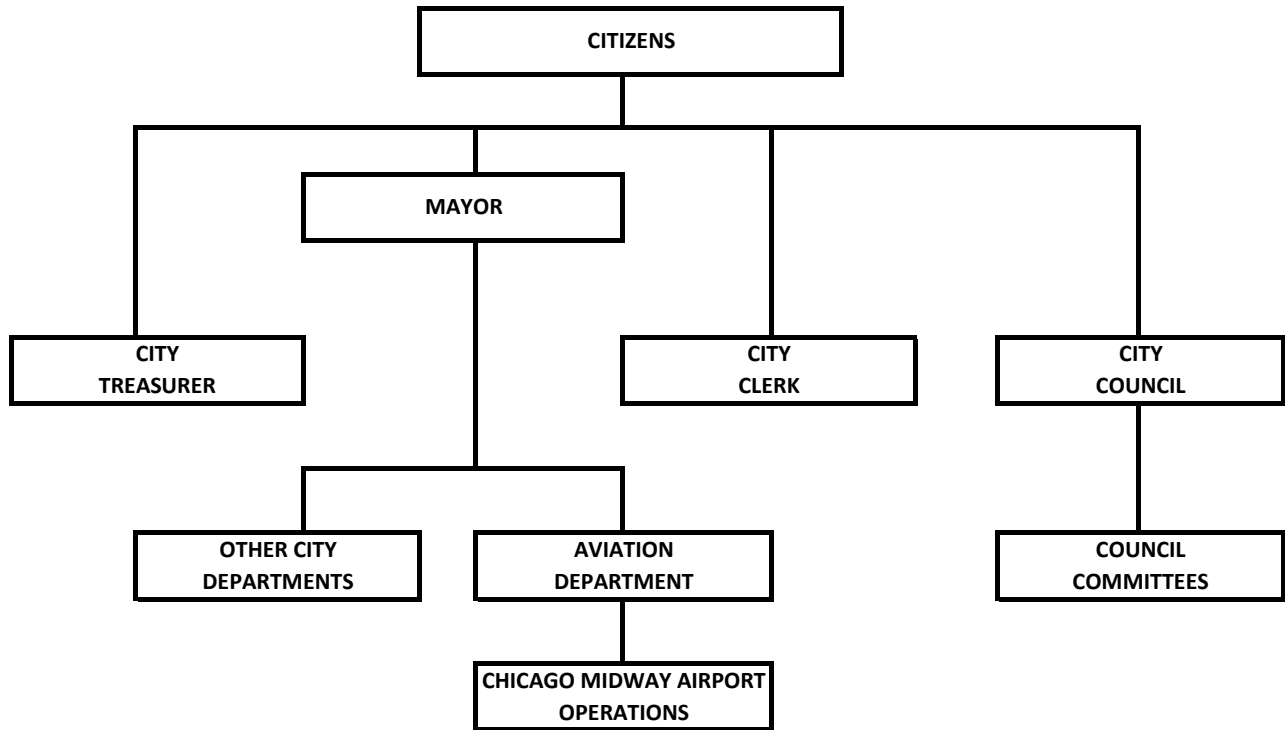 CITIZENS
MAYOR
CITY
TREASURER
CITY
CLERK
CITY
COUNCIL
OTHER CITY
DEPARTMENTS
AVIATION
DEPARTMENT
COUNCIL
COMMITTEES
CHICAGO MIDWAY AIRPORT
OPERATIONS